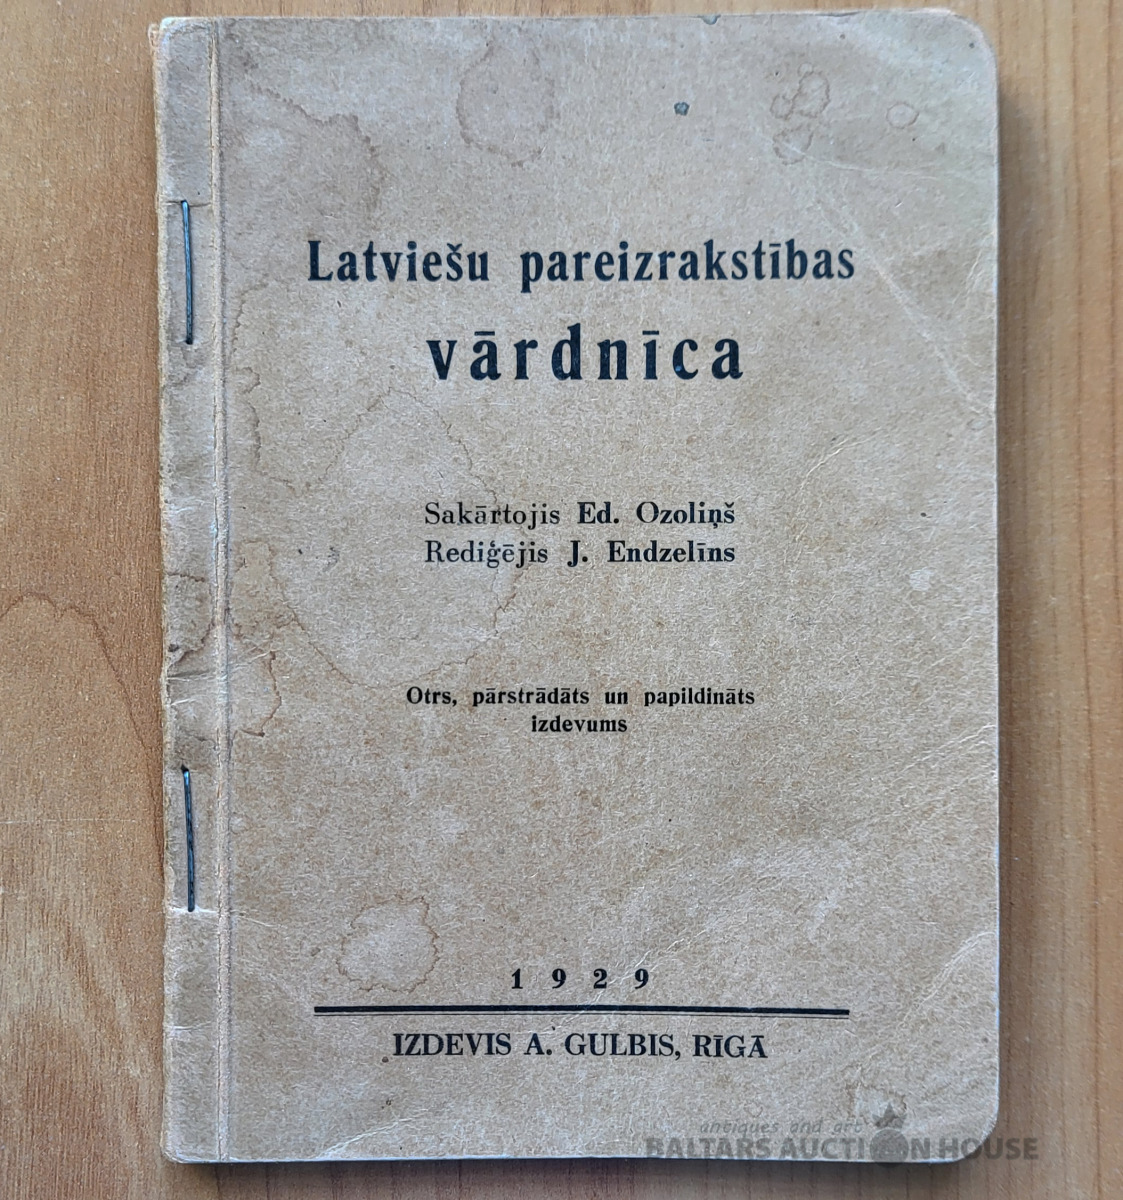 Latviešu pareizrakstības
vārdnīca
Sakārtojis Ed. Ozoliņš
Rediģējis J. Endzelīns
Otrs, pārstrādāts un papildināts
izdevums
1929
IZDEVIS A. GULBIS, RĪGĀ
antiques and art
BALTARS AUCTION HOUSE